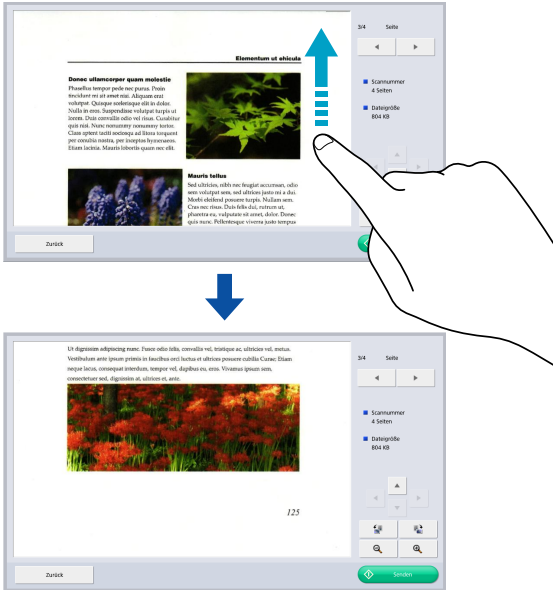 3/4 Seite
Elementum ut ehicula
Donec ullamcorper quam molestie
Phasellus tempor pede nec purus. Proin
tincidunt mi sit amet nisi. Aliquam erat
volutpat. Quisque scelerisque elit in dolor.
Nulla in eros. Suspendisse volutpat turpis ut
lorem. Duis convallis odio vel risus. Curabitur
quis nisi. Nunc nonummy nonummy tortor.
Class aptent taciti sociosqu ad litora torquent
per conubia nostra, per inceptos hymenaeos.
Etiam lacinia. Mauris lobortis quam nec elit.
Mauris tellus
Sed ultricies, nibh nec feugiat accumsan, odio
sem volutpat sem, sed ultrices justo mi a dui.
Morbi eleifend posuere turpis. Nullam sem.
Cras nec risus. Duis felis dui, rutrum ut,
pharetra eu, vulputate sit amet, dolor. Donec
quis nunc. Pellentesque viverra justo tempus
Scannummer
4 Seiten
Dateigröße
804 KB
Zurück
Ut dignissim adipiscing nunc. Fusce odio felis, convallis vel, tristique ac, ultricies vel, metus.
Vestibulum ante ipsum primis in faucibus orci luctus et ultrices posuere cubilia Curae; Etiam
neque lacus, consequat interdum, tempor vel, dapibus eu, eros. Vivamus ipsum sem,
consectetuer sed, dignissim at, ultrices et, ante.
125
3/4 Seite
Scannummer
4 Seiten
Dateigröße
804 KB
Zurück
Senden